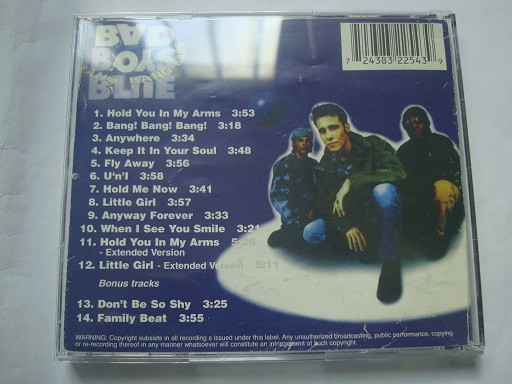 BAD
BOYS
BLUE
1. Hold You In My Arms 3:53
2. Bang! Bang! Bang! 3:18
3. Anywhere 3:34
4. Keep It In Your Soul 3:48
5. Fly Away 3:56
6. U'n'I 3:58
7. Hold Me Now 3:41
8. Little Girl 3:57
9. Anyway Forever 3:33
10. When I See You Smile 3:21
11. Hold You In My Arms
- Extended Version
12. Little Girl - Extended Version 5:11
Bonus tracks
13. Don't Be So Shy 3:25
14. Family Beat 3:55
WARNING: Copyright subsists in all recording s issued under this label. Any unauthorized broadcasting, public performance, copying
or re-recording thereof in any manner whatsoever will constitute an infringement of such copyright.
7 24383 22543 9